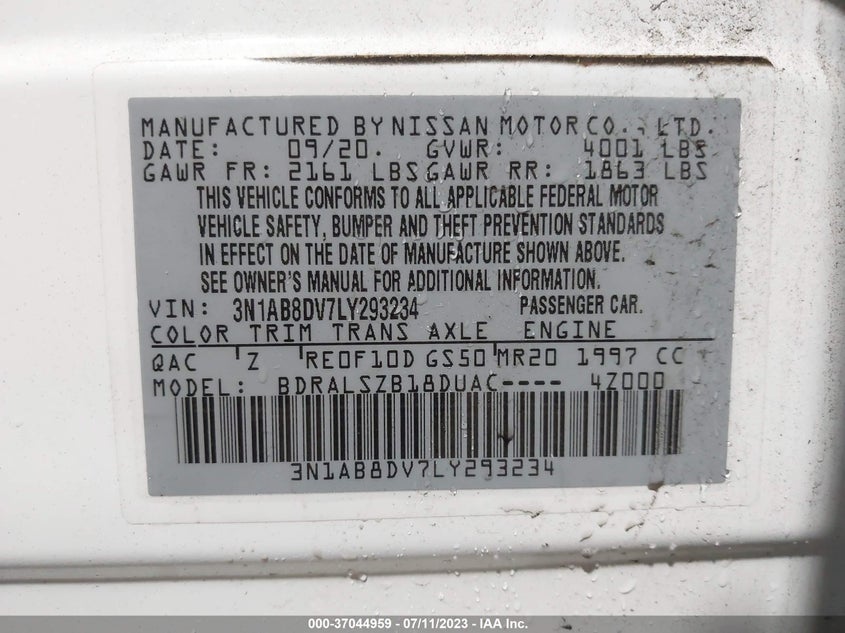 MANUFACTURED BY NISSAN MOTOR CO., LTD.
DATE: 09/20. GVWR: 4001 LBS
GAWR FR: 2161 LBS GAWR RR: 1863 LBS
THIS VEHICLE CONFORMS TO ALL APPLICABLE FEDERAL MOTOR
VEHICLE SAFETY, BUMPER AND THEFT PREVENTION STANDARDS
IN EFFECT ON THE DATE OF MANUFACTURE SHOWN ABOVE.
SEE OWNER'S MANUAL FOR ADDITIONAL INFORMATION.
VIN: 3N1AB8DV7LY293234 PASSENGER CAR.
COLOR TRIM TRANS AXLE ENGINE
QAC Z RE0F10D GS50 MR20 1997 CC
MODEL: BDRALSZB18DUAC---- 4Z000
3N1AB8DV7LY293234
000-37044959 / 07/11/2023 / IAA Inc.